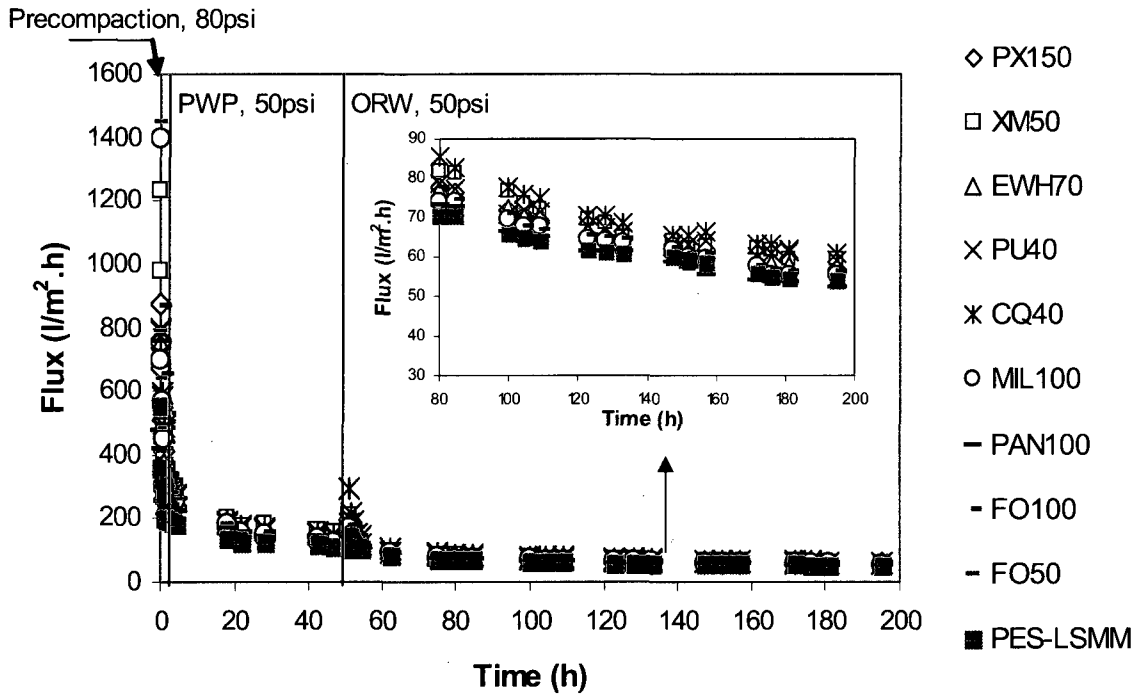 Precompaction, 80psi
PWP, 50psi
ORW, 50psi
Flux (l/m².h)
1600
1400
1200
1000
800
600
400
200
0
0 20 40 60 80 100 120 140 160 180 200
Time (h)
Flux (l/m².h)
90
80
70
60
50
40
30
80 100 120 140 160 180 200
Time (h)
PX150
XM50
EWH70
PU40
CQ40
MIL100
PAN100
FO100
FO50
PES-LSMM